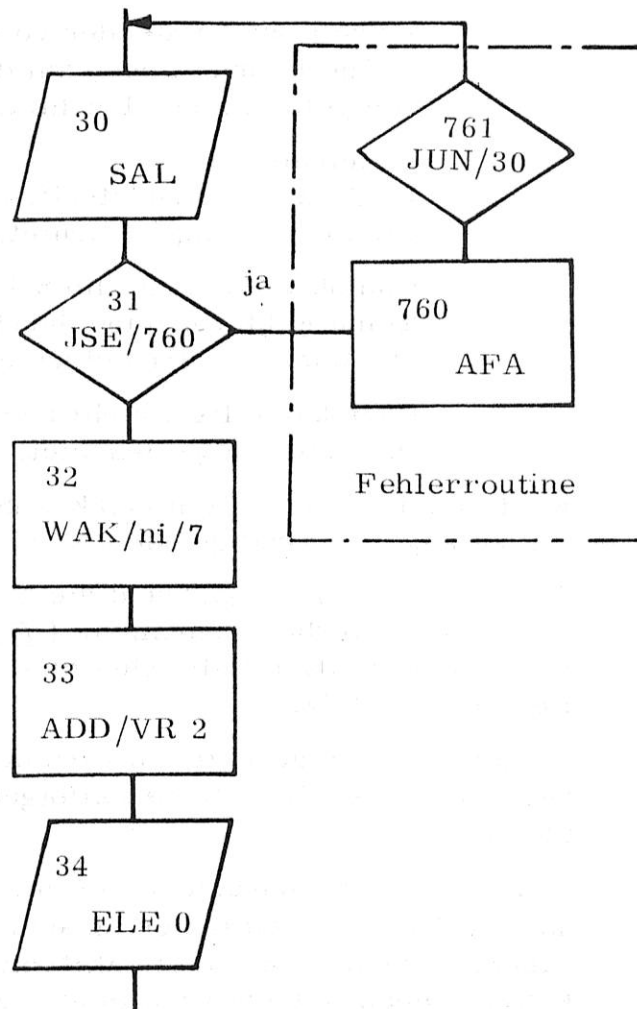 30
SAL
31
JSE/760
ja
32
WAK/ni/7
33
ADD/VR 2
34
ELE 0
761
JUN/30
760
AFA
Fehlerroutine